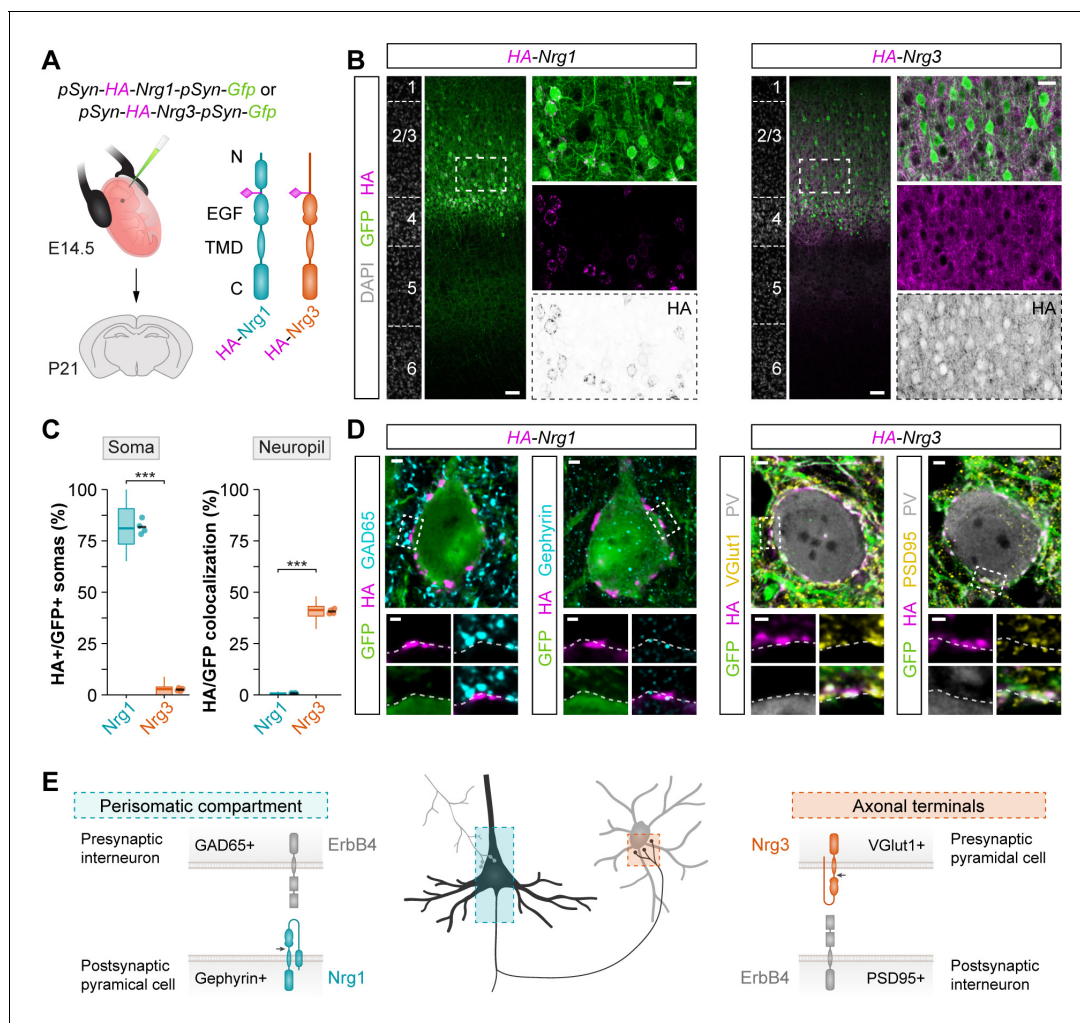 A
pSyn-HA-Nrg1-pSyn-Gfp or
pSyn-HA-Nrg3-pSyn-Gfp
E14.5
P21
N
EGF
TMD
C
HA-Nrg1
HA-Nrg3
B
HA-Nrg1
DAPI GFP HA
1
2/3
4
5
6
HA
HA-Nrg3
1
2/3
4
5
6
HA
C
Soma
HA+/GFP+ somas (%)
100
75
50
25
0
***
Nrg1
Nrg3
Neuropil
HA/GFP colocalization (%)
100
75
50
25
0
***
Nrg1
Nrg3
D
HA-Nrg1
GFP HA GAD65
GFP HA Gephyrin
HA-Nrg3
GFP HA VGlut1 PV
GFP HA PSD95 PV
E
Perisomatic compartment
Presynaptic
interneuron
GAD65+
ErbB4
Postsynaptic
pyramidal cell
Gephyrin+
Nrg1
Axonal terminals
Nrg3
VGlut1+
Presynaptic
pyramidal cell
ErbB4
PSD95+
Postsynaptic
interneuron